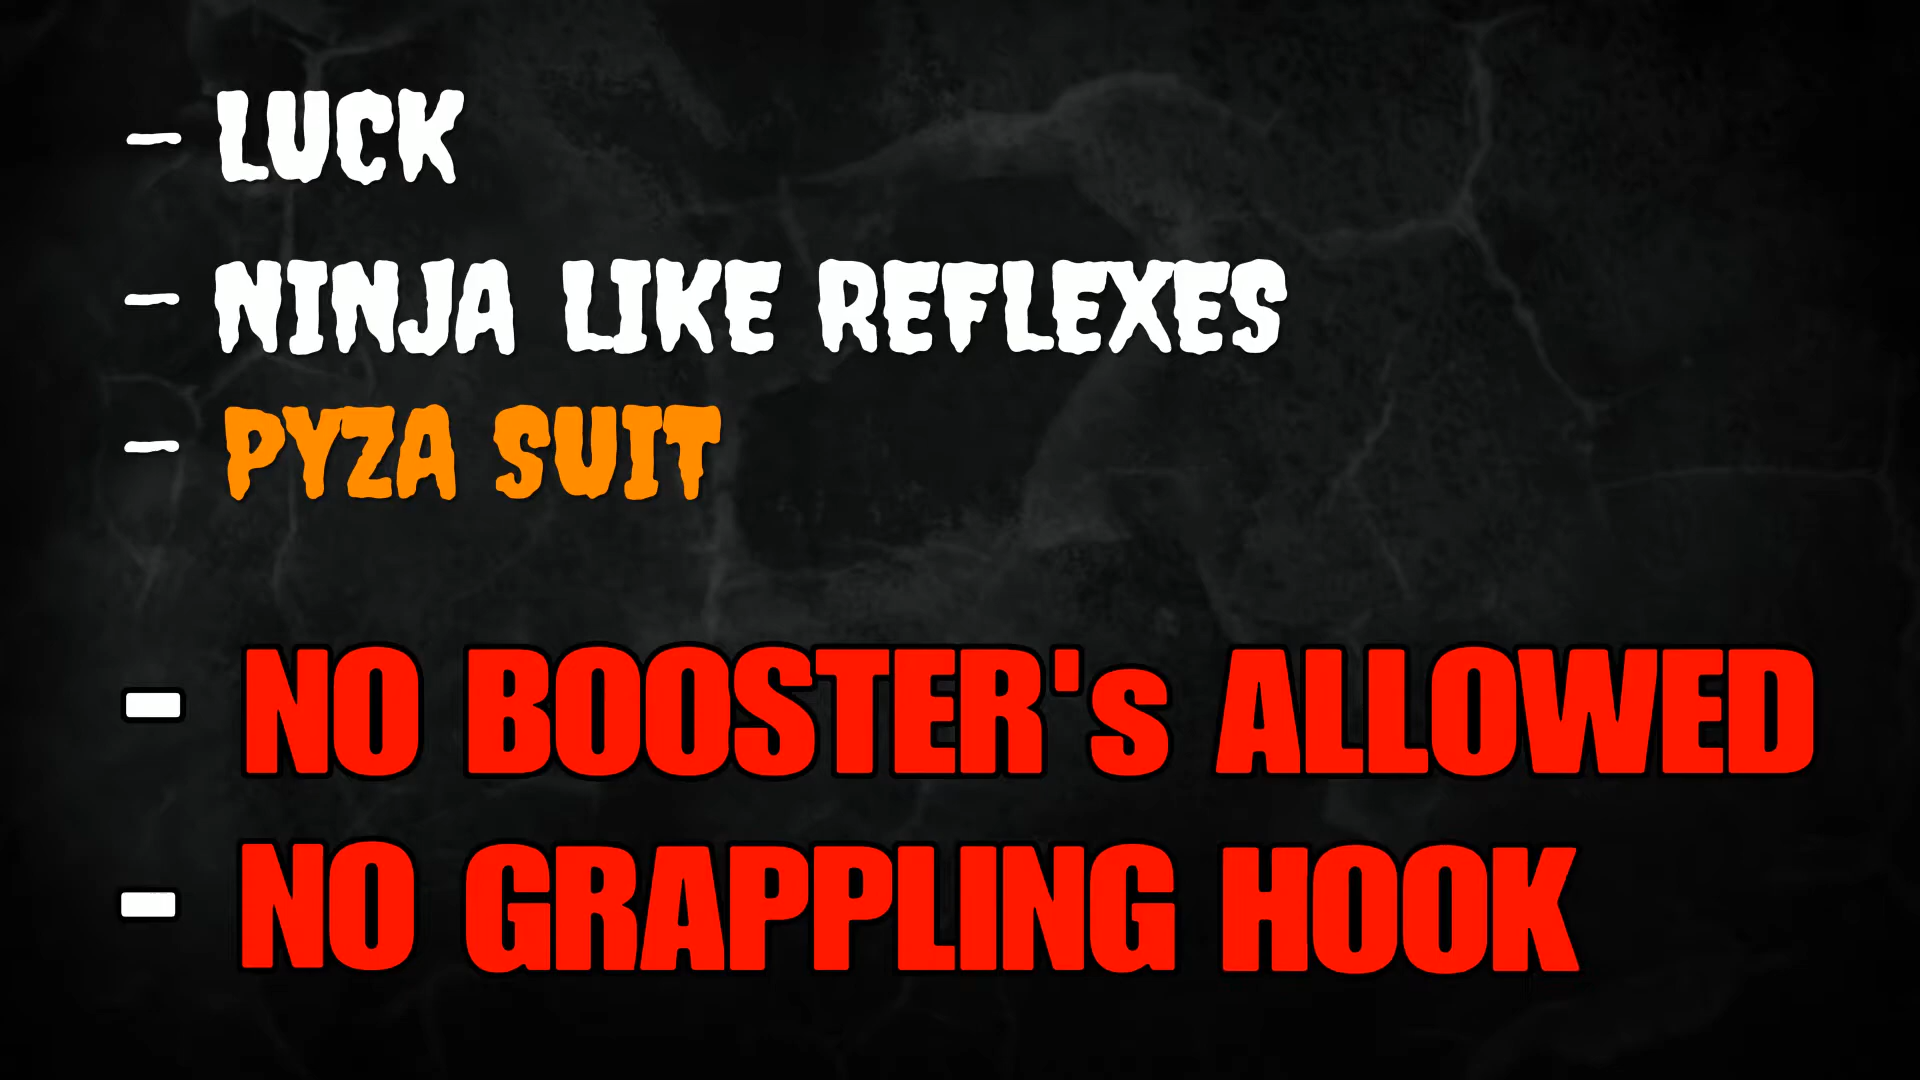 - LUCK
- NINJA LIKE REFLEXES
- PYZA SUIT
- NO BOOSTER's ALLOWED
- NO GRAPPLING HOOK